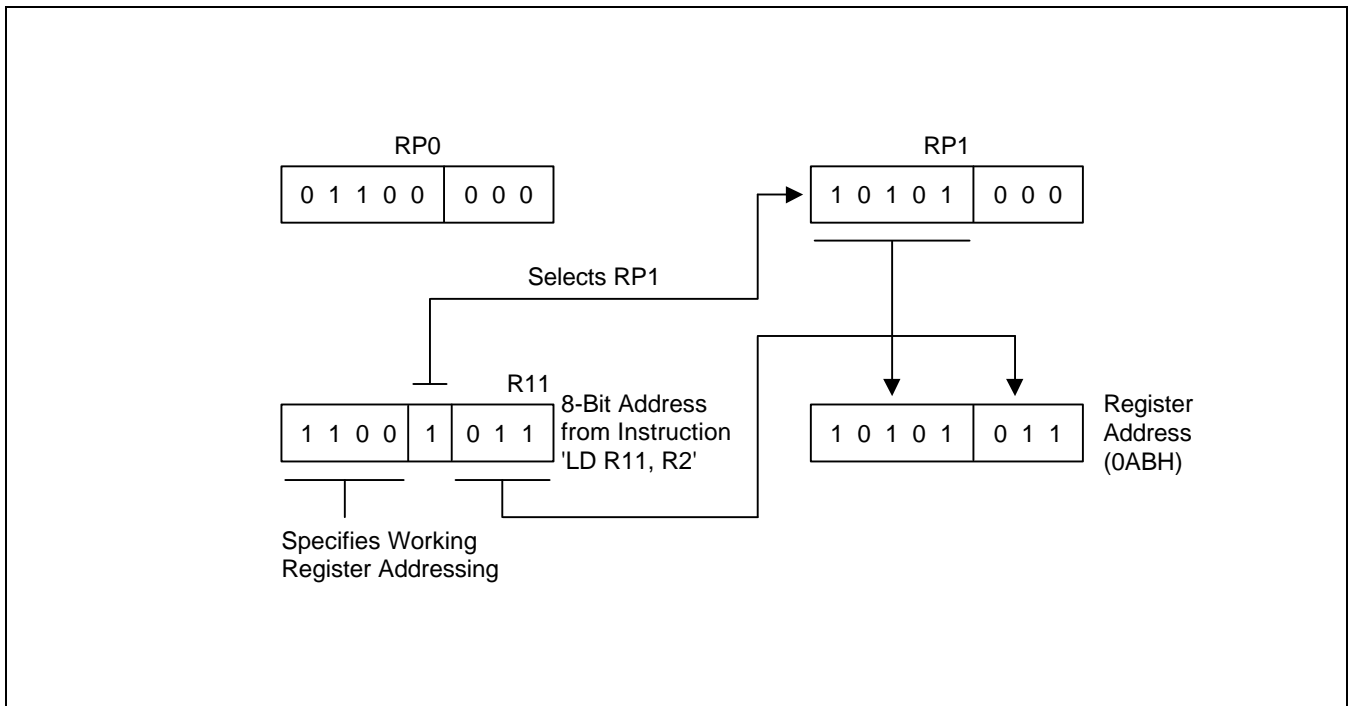 RP0
0 1 1 0 0 0 0 0
RP1
1 0 1 0 1 0 0 0
Selects RP1
R11
1 1 0 0 1 0 1 1
8-Bit Address
from Instruction
'LD R11, R2'
Specifies Working
Register Addressing
1 0 1 0 1 0 1 1
Register
Address
(0ABH)